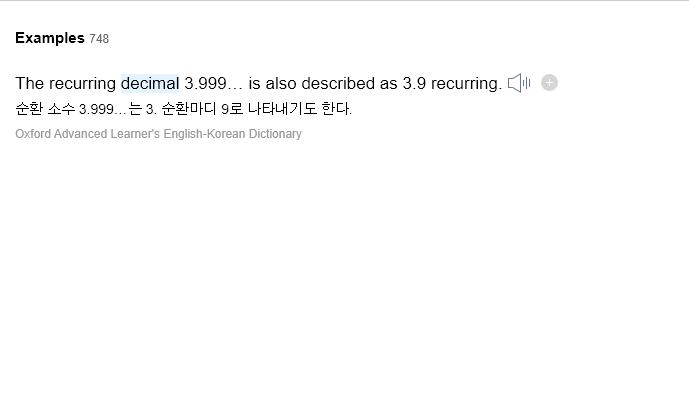 Examples 748
The recurring decimal 3.999… is also described as 3.9 recurring.
순환 소수 3.999…는 3. 순환마디 9로 나타내기도 한다.
Oxford Advanced Learner's English-Korean Dictionary